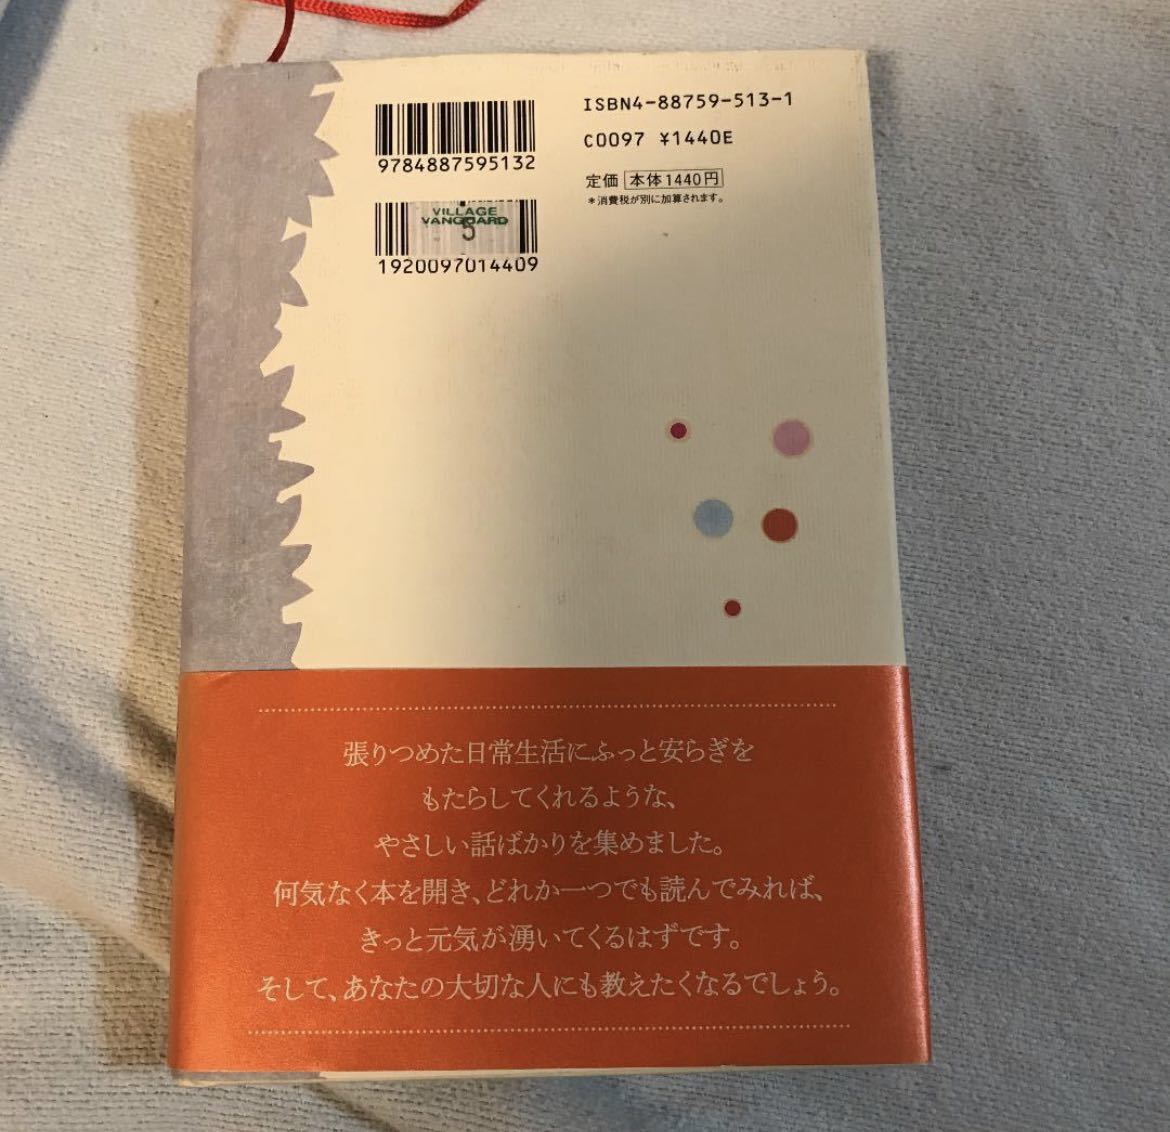 ISBN4-88759-513-1
9784887595132
C0097 ¥1440E
定価 本体1440円
*消費税が別に加算されます。
VILLAGE
VANGUARD
5
1920097014409
張りつめた日常生活にふっと安らぎを
もたらしてくれるような、
やさしい話ばかりを集めました。
何気なく本を開き、どれか一つでも読んでみれば、
きっと元気が湧いてくるはずです。
そして、あなたの大切な人にも教えたくなるでしょう。